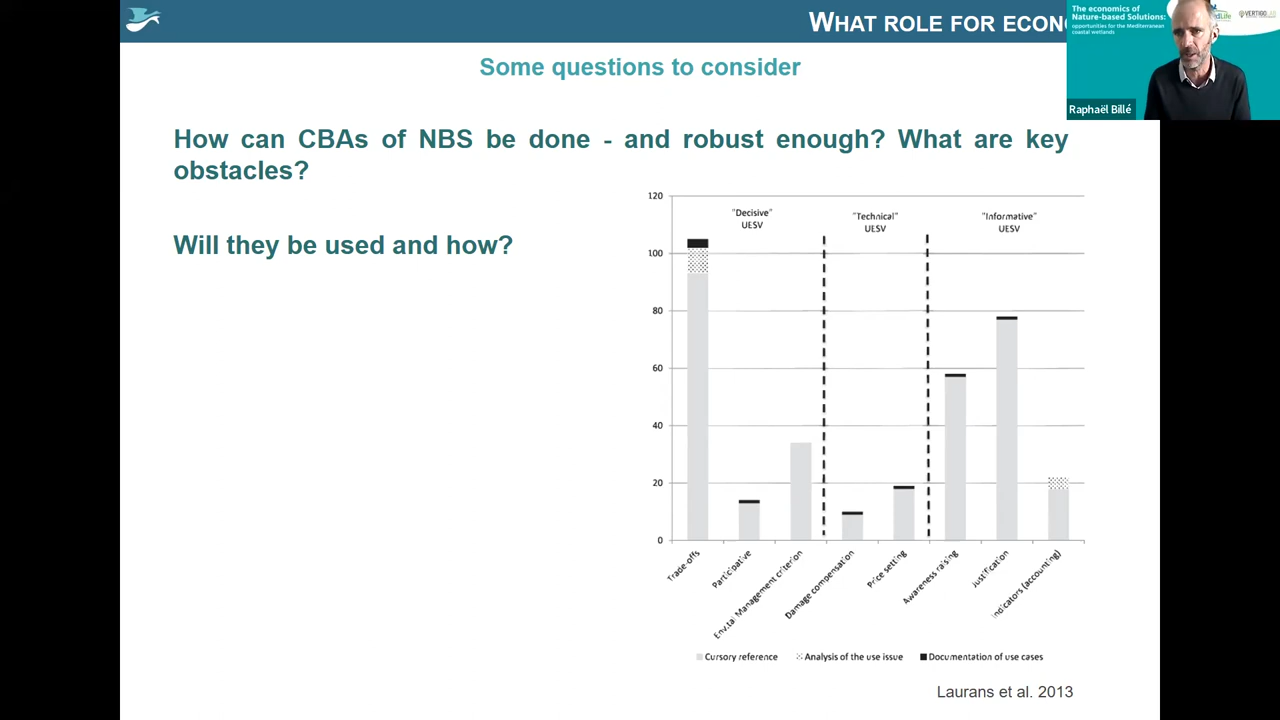 WHAT ROLE FOR ECON
The economics of
Nature-based Solutions:
opportunities for the Mediterranean
coastal wetlands
VERTIGOLAB
Raphaël Billé
Some questions to consider
How can CBAs of NBS be done - and robust enough? What are key
obstacles?
Will they be used and how?
120
100
80
60
40
20
0
"Decisive"
UESV
"Technical"
UESV
"Informative"
UESV
Trade-offs
Participative
Env.tal Management criterion
Damage compensation
Price setting
Awareness raising
Justification
Indicators (accounting)
Cursory reference
Analysis of the use issue
Documentation of use cases
Laurans et al. 2013